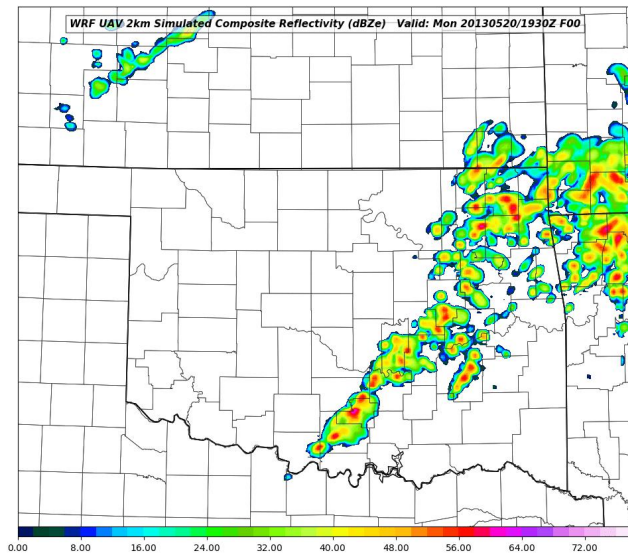 WRF UAV 2km Simulated Composite Reflectivity (dBZe)   Valid: Mon 20130520/1930Z F00
0.00 8.00 16.00 24.00 32.00 40.00 48.00 56.00 64.00 72.00